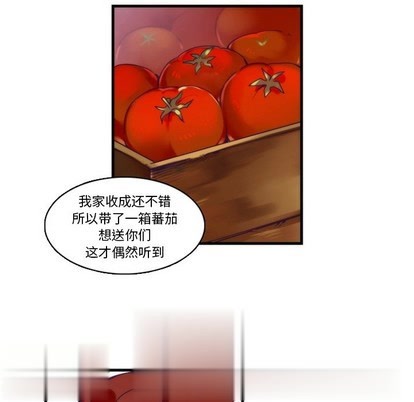 我家收成还不错
所以带了一箱蕃茄
想送你们
这才偶然听到